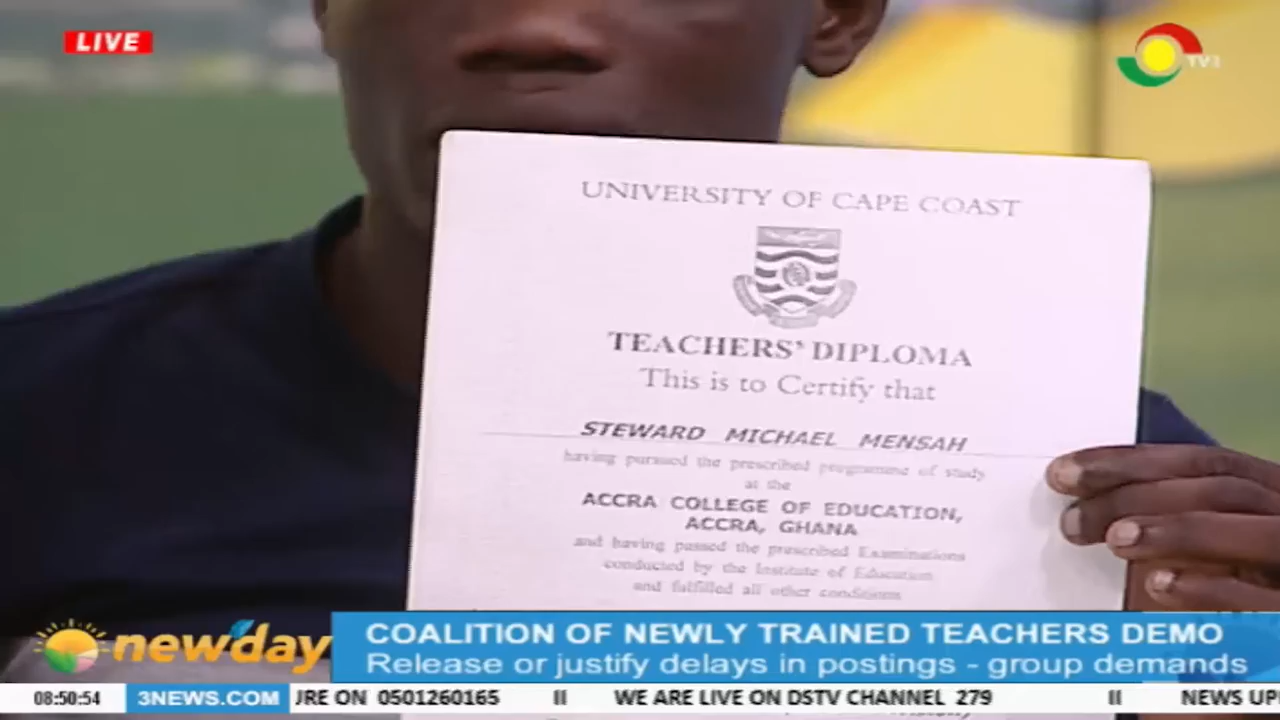 LIVE
TV3
UNIVERSITY OF CAPE COAST
TEACHERS' DIPLOMA
This is to Certify that
STEWARD MICHAEL MENSAH
having pursued the prescribed programme of study
at the
ACCRA COLLEGE OF EDUCATION,
ACCRA, GHANA
and having passed the prescribed Examinations
conducted by the Institute of Education
and fulfilled all other conditions
newday
COALITION OF NEWLY TRAINED TEACHERS DEMO
Release or justify delays in postings - group demands
08:50:54
3NEWS.COM
JRE ON 0501260165 II WE ARE LIVE ON DSTV CHANNEL 279 II NEWS UP